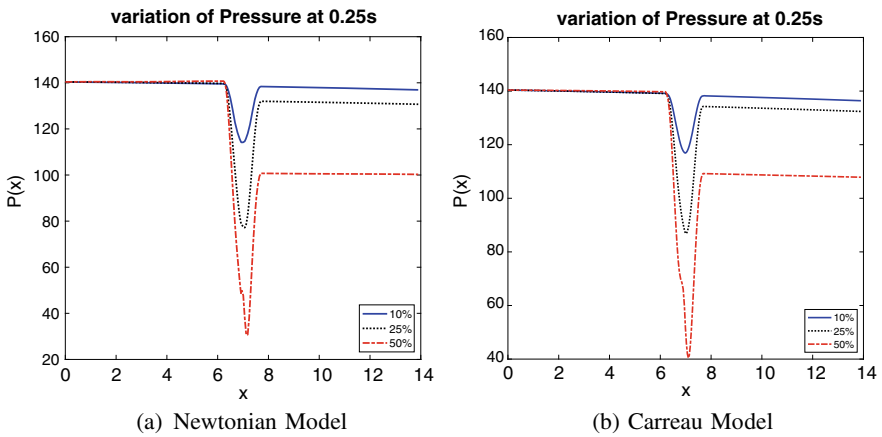 variation of Pressure at 0.25s
160
140
120
100
80
60
40
20
P(x)
0 2 4 6 8 10 12 14
x
10%
25%
50%
(a) Newtonian Model
variation of Pressure at 0.25s
160
140
120
100
80
60
40
P(x)
0 2 4 6 8 10 12 14
x
10%
25%
50%
(b) Carreau Model